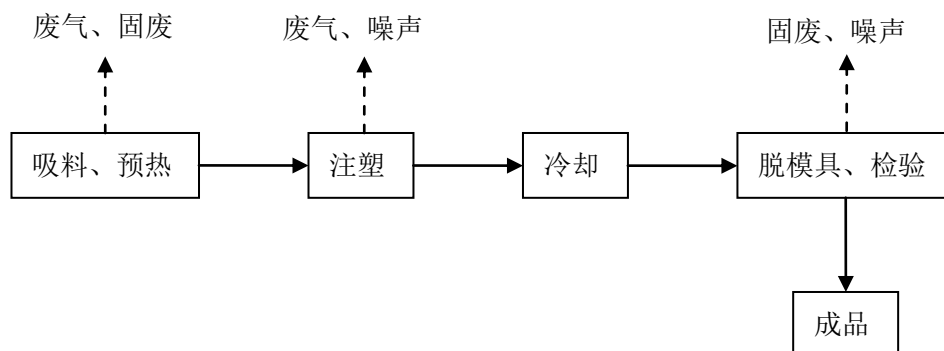 废气、固废
废气、噪声
固废、噪声
吸料、预热
注塑
冷却
脱模具、检验
成品